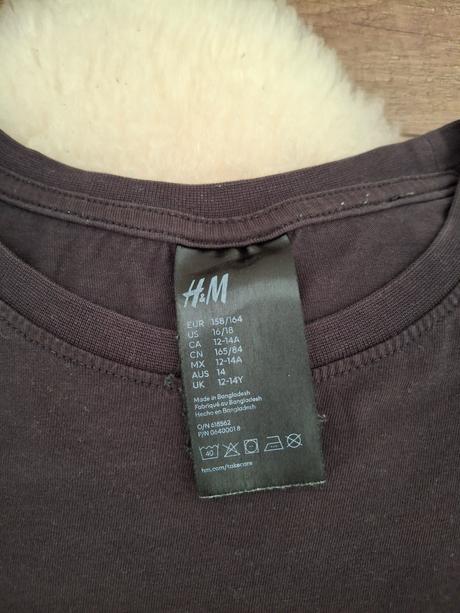 H&M
EUR 158/164
US 16/18
CA 12-14A
CN 165/84
MX 12-14A
AUS 14
UK 12-14Y
Made in Bangladesh
Fabriqué au Bangladesh
Hecho en Bangladesh
O/N 618562
P/N 06400018
40
hm.com/takecare